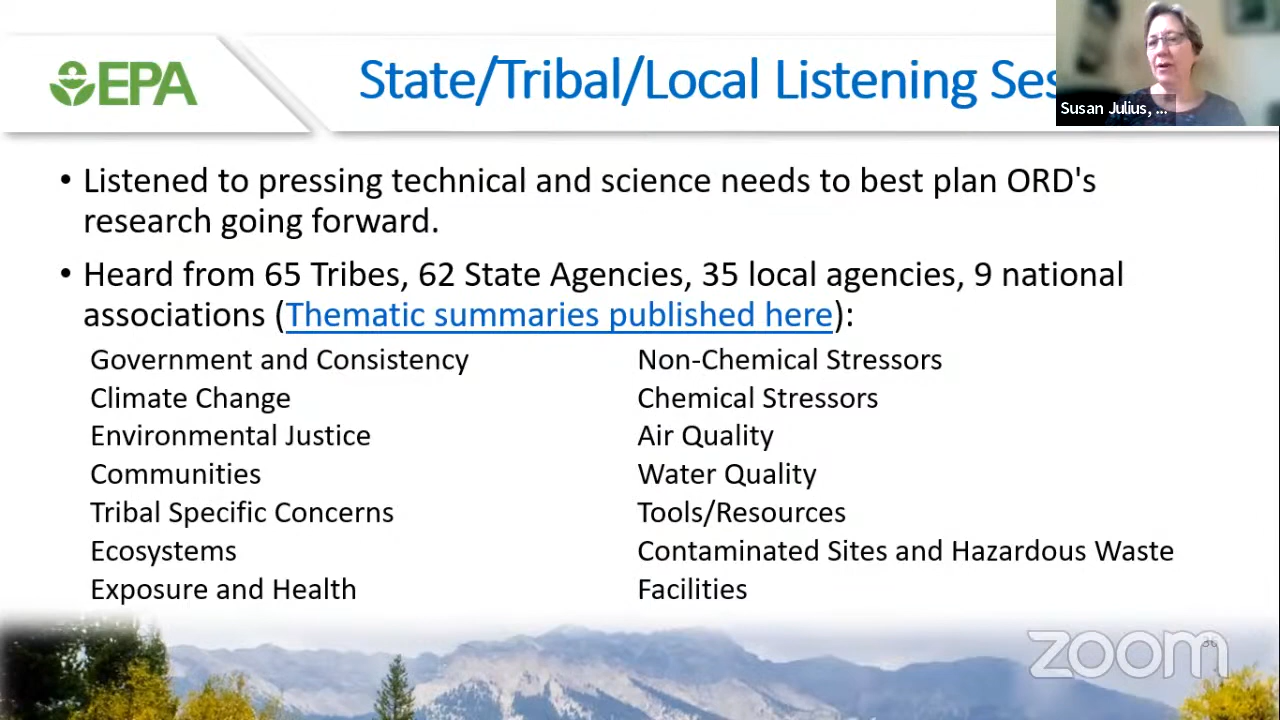 EPA
State/Tribal/Local Listening Ses
Susan Julius, ...
• Listened to pressing technical and science needs to best plan ORD's
research going forward.
• Heard from 65 Tribes, 62 State Agencies, 35 local agencies, 9 national
associations (Thematic summaries published here):
Government and Consistency
Climate Change
Environmental Justice
Communities
Tribal Specific Concerns
Ecosystems
Exposure and Health
Non-Chemical Stressors
Chemical Stressors
Air Quality
Water Quality
Tools/Resources
Contaminated Sites and Hazardous Waste
Facilities
zoom